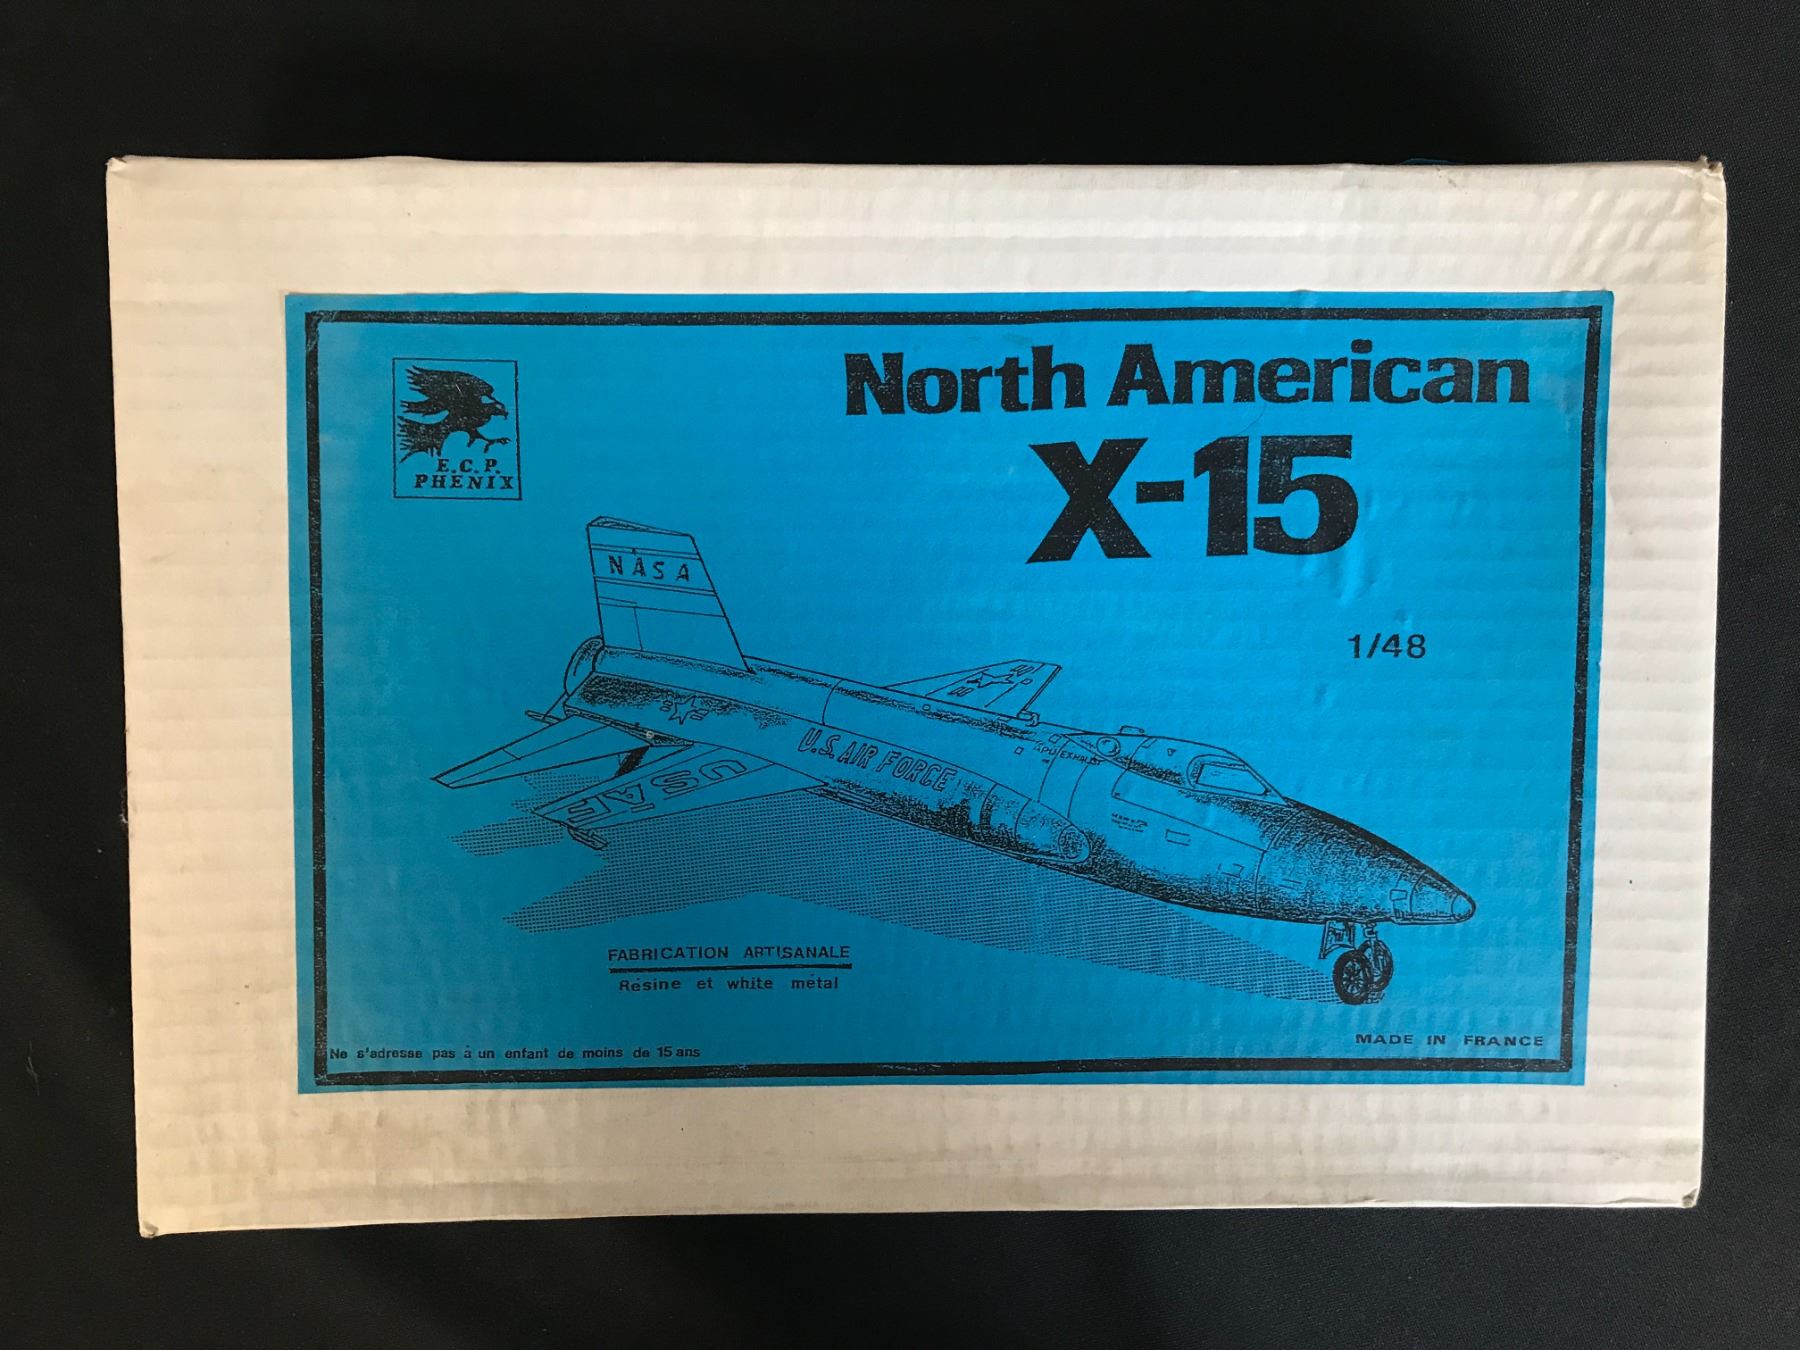 North American
X-15
E.C.P.
PHENIX
NASA
1/48
U.S. AIR FORCE
APU EXHAUST
USAF
FABRICATION ARTISANALE
Résine et white métal
MADE IN FRANCE
Ne s'adresse pas à un enfant de moins de 15 ans